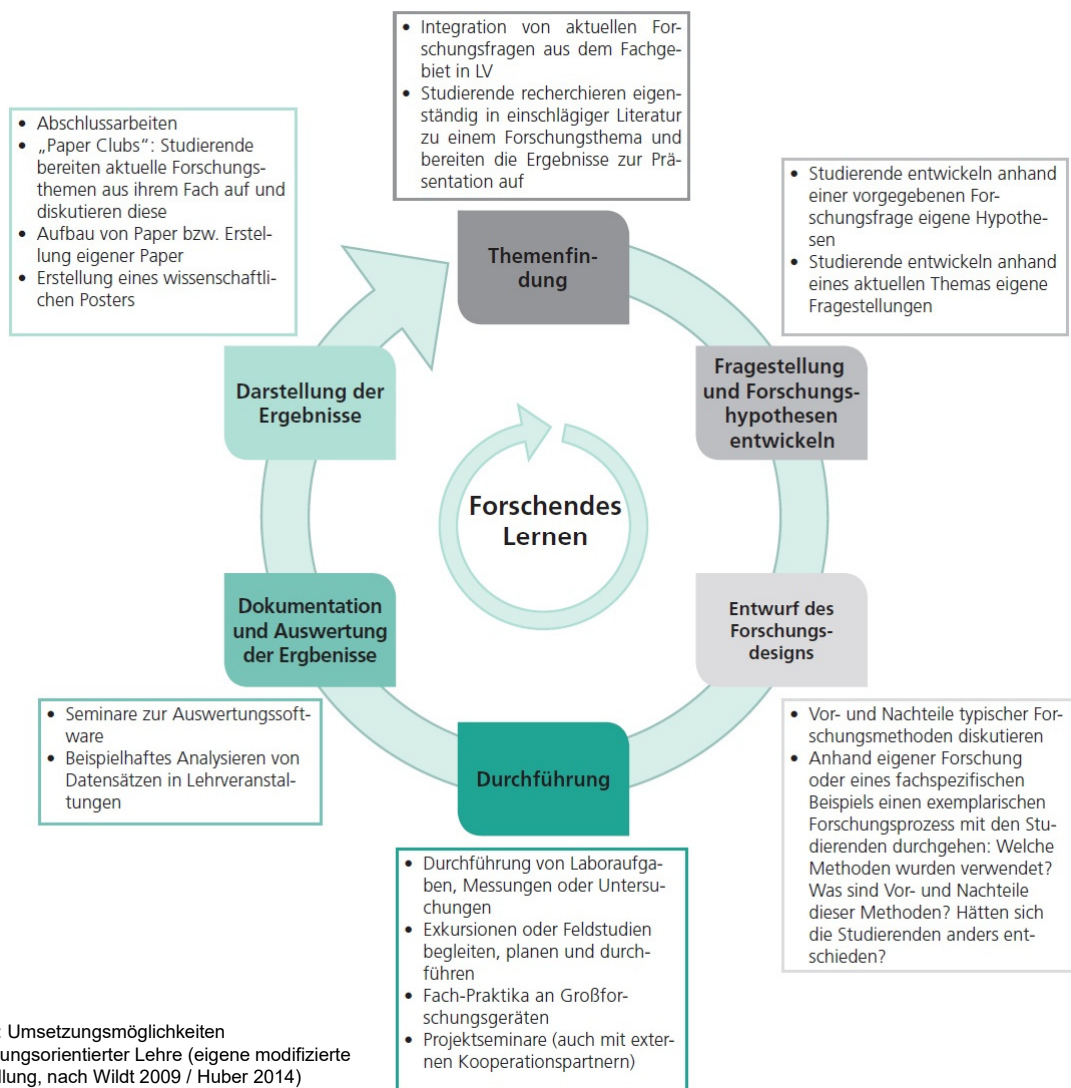 • Integration von aktuellen For-
schungsfragen aus dem Fachge-
biet in LV
• Studierende recherchieren eigen-
ständig in einschlägiger Literatur
zu einem Forschungsthema und
bereiten die Ergebnisse zur Prä-
sentation auf
• Abschlussarbeiten
• „Paper Clubs“: Studierende
bereiten aktuelle Forschungs-
themen aus ihrem Fach auf und
diskutieren diese
• Aufbau von Paper bzw. Erstel-
lung eigener Paper
• Erstellung eines wissenschaftli-
chen Posters
• Studierende entwickeln anhand
einer vorgegebenen For-
schungsfrage eigene Hypothe-
sen
• Studierende entwickeln anhand
eines aktuellen Themas eigene
Fragestellungen
Themenfin-
dung
Darstellung der
Ergebnisse
Fragestellung
und Forschungs-
hypothesen
entwickeln
Forschendes
Lernen
Dokumentation
und Auswertung
der Ergbenisse
Entwurf des
Forschungs-
designs
• Seminare zur Auswertungssoft-
ware
• Beispielhaftes Analysieren von
Datensätzen in Lehrveranstal-
tungen
Durchführung
• Vor- und Nachteile typischer For-
schungsmethoden diskutieren
• Anhand eigener Forschung
oder eines fachspezifischen
Beispiels einen exemplarischen
Forschungsprozess mit den Stu-
dierenden durchgehen: Welche
Methoden wurden verwendet?
Was sind Vor- und Nachteile
dieser Methoden? Hätten sich
die Studierenden anders ent-
schieden?
• Durchführung von Laboraufga-
ben, Messungen oder Untersu-
chungen
• Exkursionen oder Feldstudien
begleiten, planen und durch-
führen
• Fach-Praktika an Großfor-
schungsgeräten
• Projektseminare (auch mit exter-
nen Kooperationspartnern)
: Umsetzungsmöglichkeiten
ungsorientierter Lehre (eigene modifizierte
llung, nach Wildt 2009 / Huber 2014)